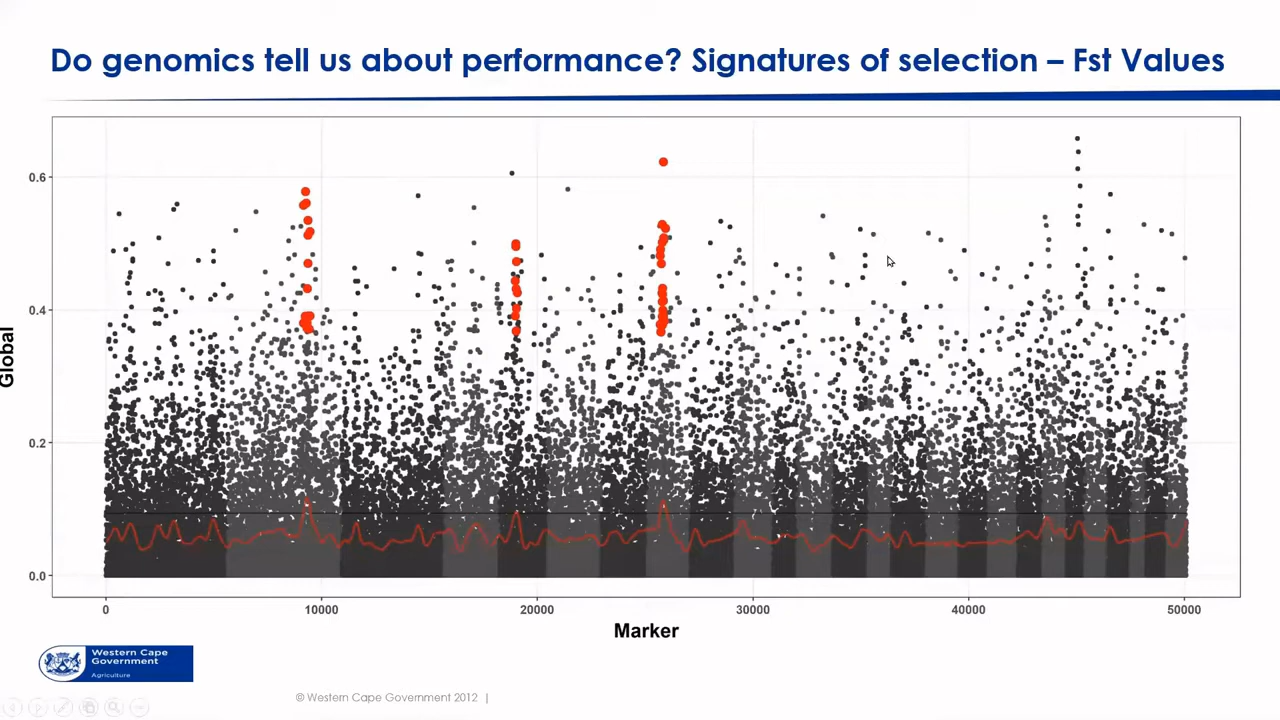 Do genomics tell us about performance? Signatures of selection – Fst Values
Global
0.6
0.4
0.2
0.0
0 10000 20000 30000 40000 50000
Marker
Western Cape
Government
Agriculture
© Western Cape Government 2012 |